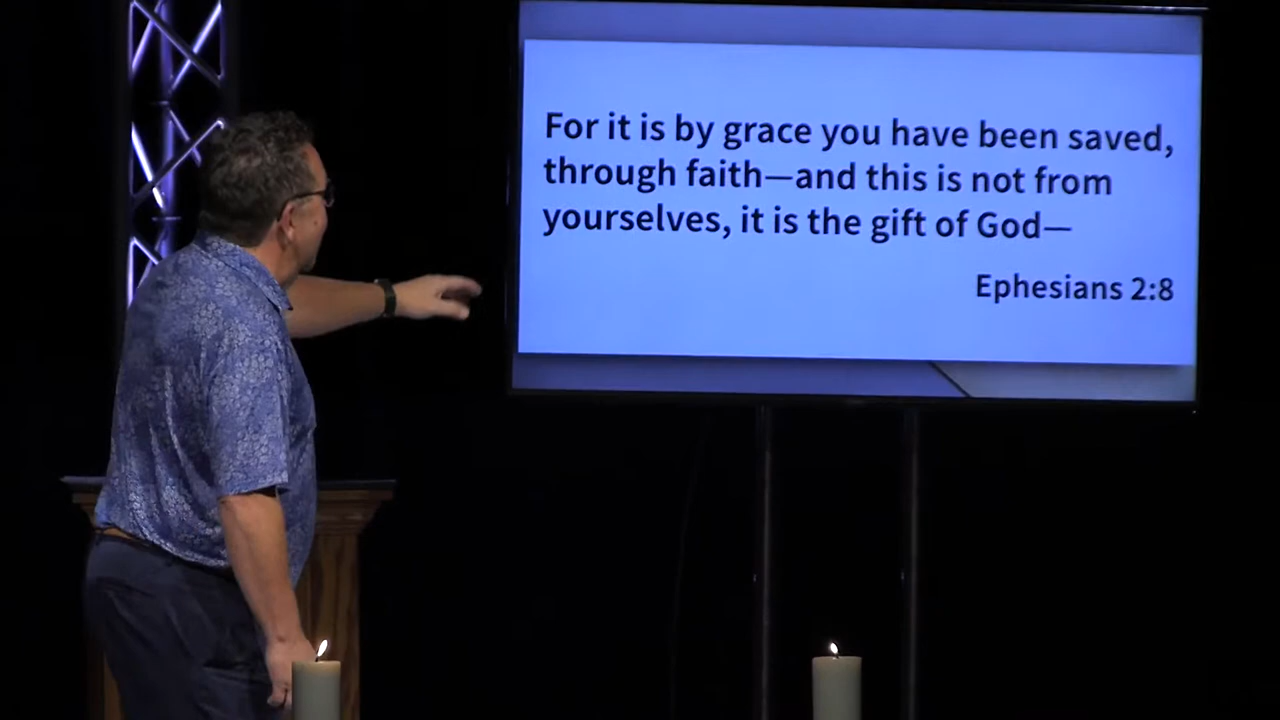 For it is by grace you have been saved,
through faith—and this is not from
yourselves, it is the gift of God—
Ephesians 2:8